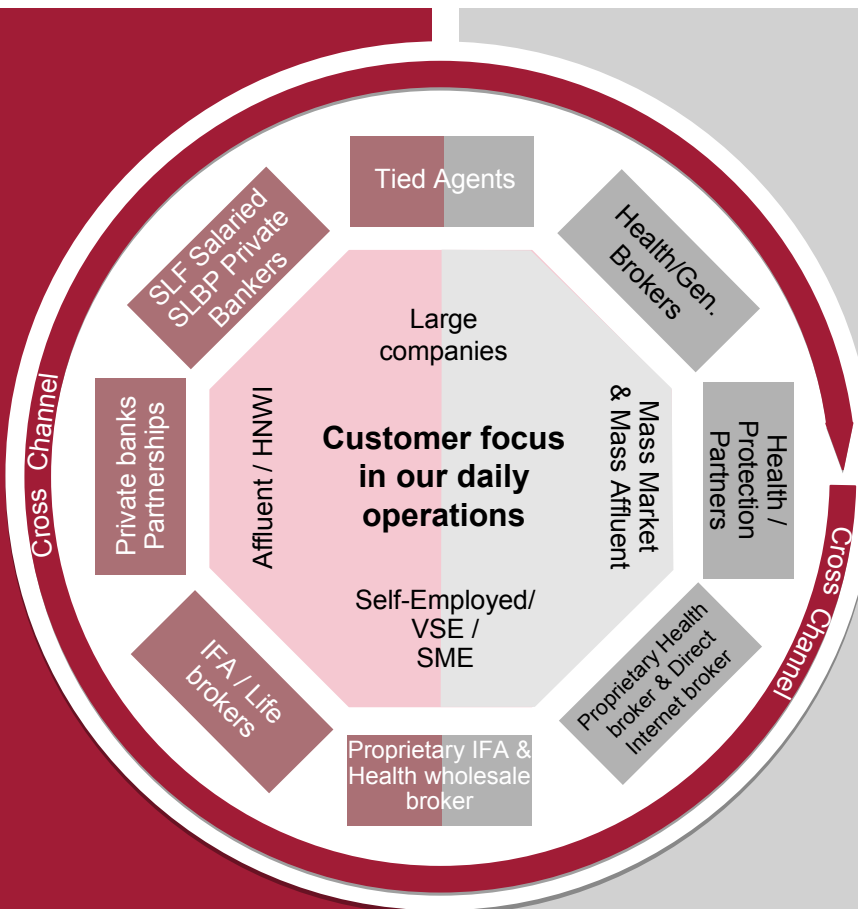 Tied Agents
Health/Gen.
Brokers
Health /
Protection
Partners
Proprietary Health
broker & Direct
Internet broker
Proprietary IFA &
Health wholesale
broker
IFA / Life
brokers
Private banks
Partnerships
SLF Salaried
SLBP Private
Bankers
Large
companies
Mass Market
& Mass Affluent
Self-Employed/
VSE /
SME
Affluent / HNWI
Customer focus
in our daily
operations
Cross Channel
Cross Channel